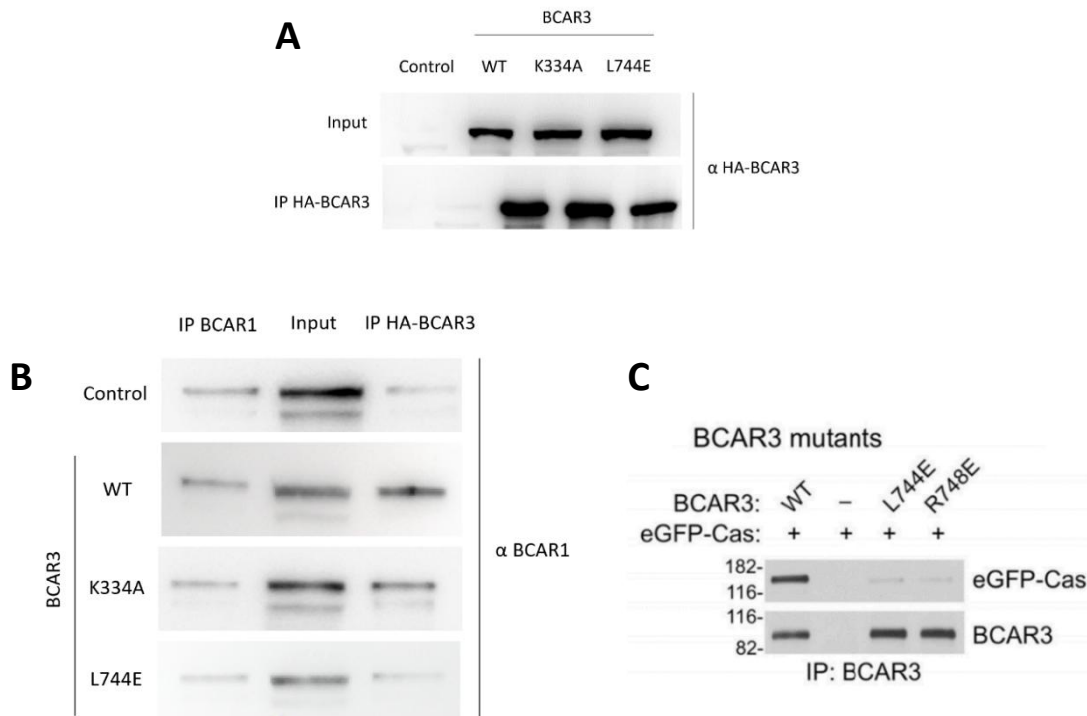 A
BCAR3
Control WT K334A L744E
Input
IP HA-BCAR3
α HA-BCAR3
B
IP BCAR1 Input IP HA-BCAR3
Control
BCAR3
WT
K334A
L744E
α BCAR1
C
BCAR3 mutants
BCAR3: WT – L744E R748E
eGFP-Cas: + + + +
182-
116-
eGFP-Cas
116-
82-
BCAR3
IP: BCAR3